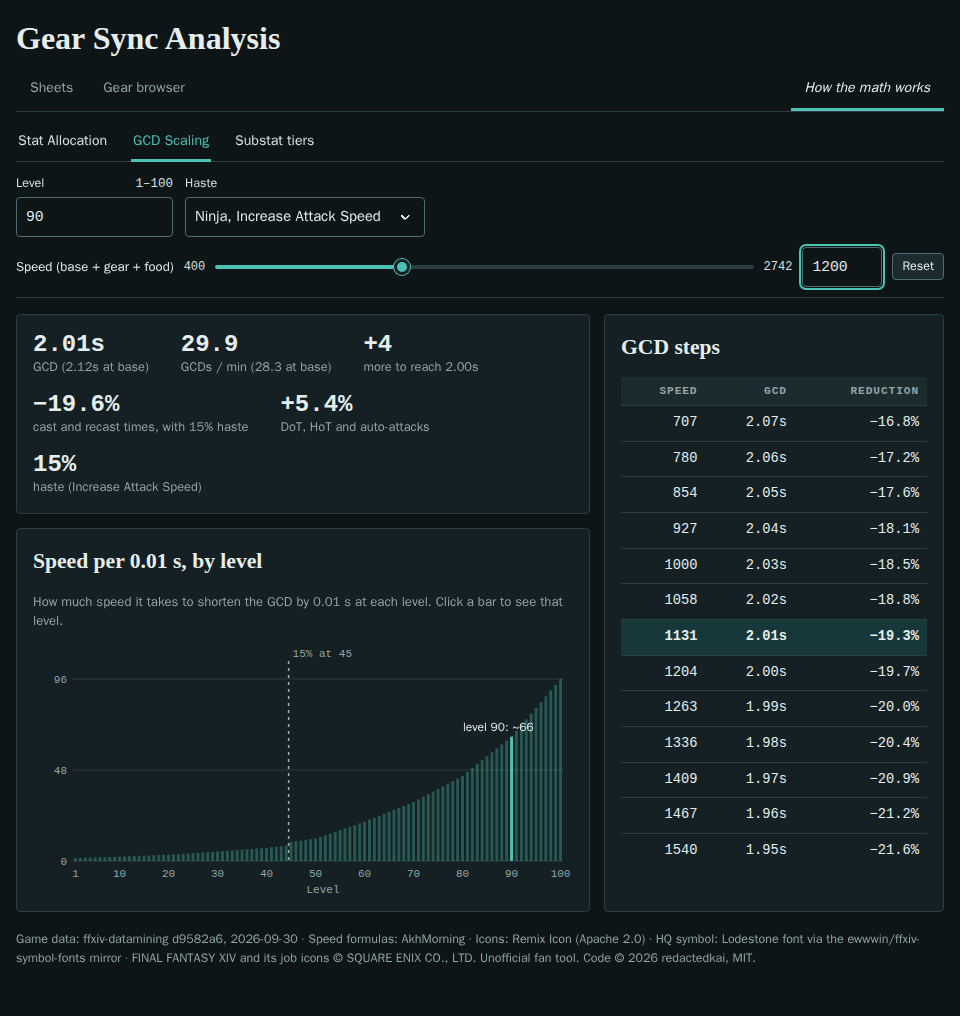 Gear Sync Analysis
Sheets Gear browser How the math works
Stat Allocation GCD Scaling Substat tiers
Level 1–100 Haste
90 Ninja, Increase Attack Speed
Speed (base + gear + food) 400 2742 1200 Reset
2.01s 29.9 +4
GCD (2.12s at base) GCDs / min (28.3 at base) more to reach 2.00s
−19.6% +5.4%
cast and recast times, with 15% haste DoT, HoT and auto-attacks
15%
haste (Increase Attack Speed)
GCD steps
SPEED GCD REDUCTION
707 2.07s −16.8%
780 2.06s −17.2%
854 2.05s −17.6%
927 2.04s −18.1%
1000 2.03s −18.5%
1058 2.02s −18.8%
1131 2.01s −19.3%
1204 2.00s −19.7%
1263 1.99s −20.0%
1336 1.98s −20.4%
1409 1.97s −20.9%
1467 1.96s −21.2%
1540 1.95s −21.6%
Speed per 0.01 s, by level
How much speed it takes to shorten the GCD by 0.01 s at each level. Click a bar to see that
level.
15% at 45
96
level 90: ~66
48
0
1 10 20 30 40 50 60 70 80 90 100
Level
Game data: ffxiv-datamining d9582a6, 2026-09-30 · Speed formulas: AkhMorning · Icons: Remix Icon (Apache 2.0) · HQ symbol: Lodestone font via the ewwwin/ffxiv-
symbol-fonts mirror · FINAL FANTASY XIV and its job icons © SQUARE ENIX CO., LTD. Unofficial fan tool. Code © 2026 redactedkai, MIT.